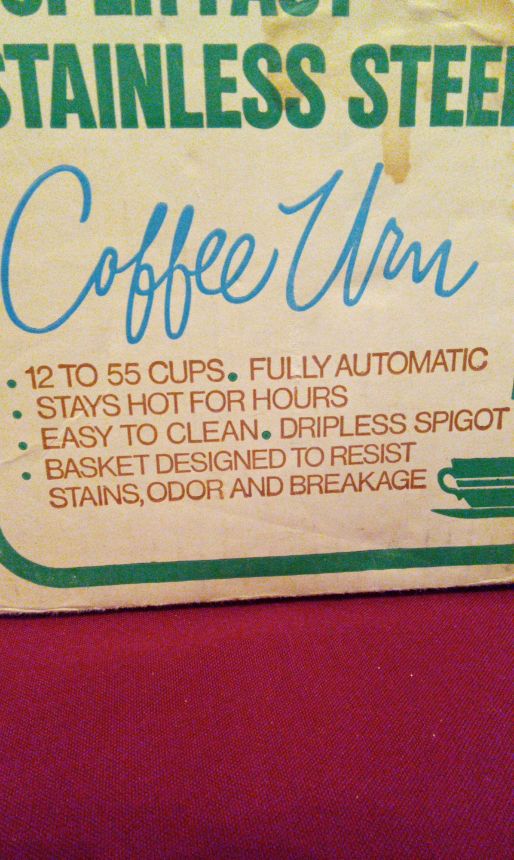 STAINLESS STEEL
Coffee Urn
• 12 TO 55 CUPS • FULLY AUTOMATIC
• STAYS HOT FOR HOURS
• EASY TO CLEAN • DRIPLESS SPIGOT
• BASKET DESIGNED TO RESIST
STAINS, ODOR AND BREAKAGE